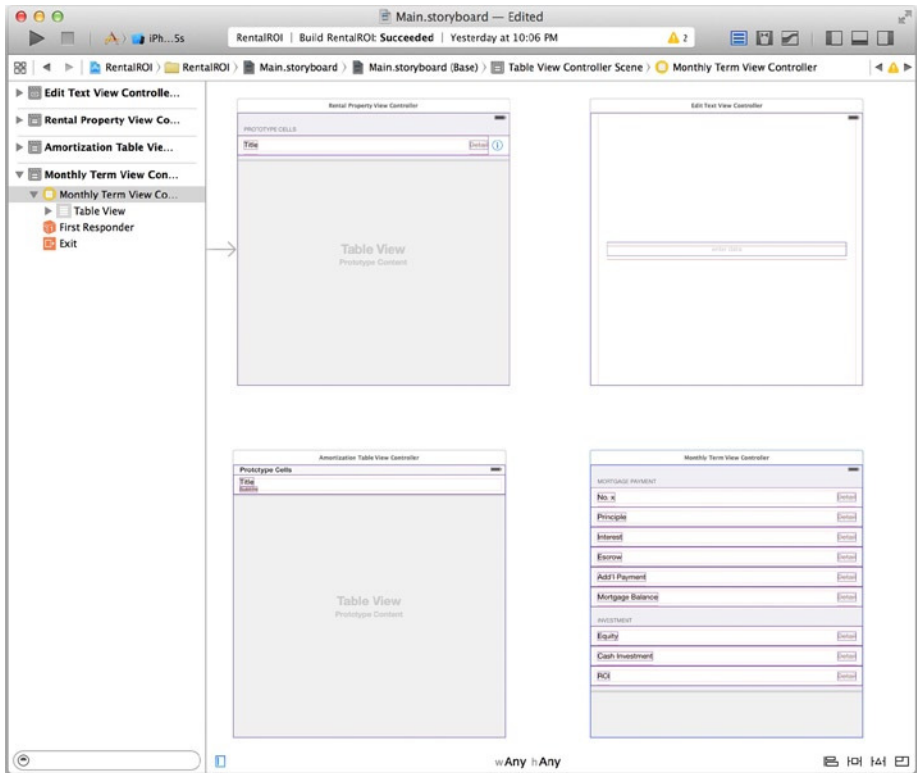 Main.storyboard — Edited
iPh...5s
RentalROI | Build RentalROI: Succeeded | Yesterday at 10:06 PM
2
RentalROI RentalROI Main.storyboard Main.storyboard (Base) Table View Controller Scene Monthly Term View Controller
Edit Text View Controlle...
Rental Property View Co...
Amortization Table Vie...
Monthly Term View Con...
Monthly Term View Co...
Table View
First Responder
Exit
Rental Property View Controller
PROTOTYPE CELLS
Title Detail
Table View
Prototype Content
Edit Text View Controller
Amortization Table View Controller
Prototype Cells
Title
Subtitle
Table View
Prototype Content
Monthly Term View Controller
MORTGAGE PAYMENT
No. x Detail
Principle Detail
Interest Detail
Escrow Detail
Add'l Payment Detail
Mortgage Balance Detail
INVESTMENT
Equity Detail
Cash Investment Detail
ROI Detail
wAny hAny